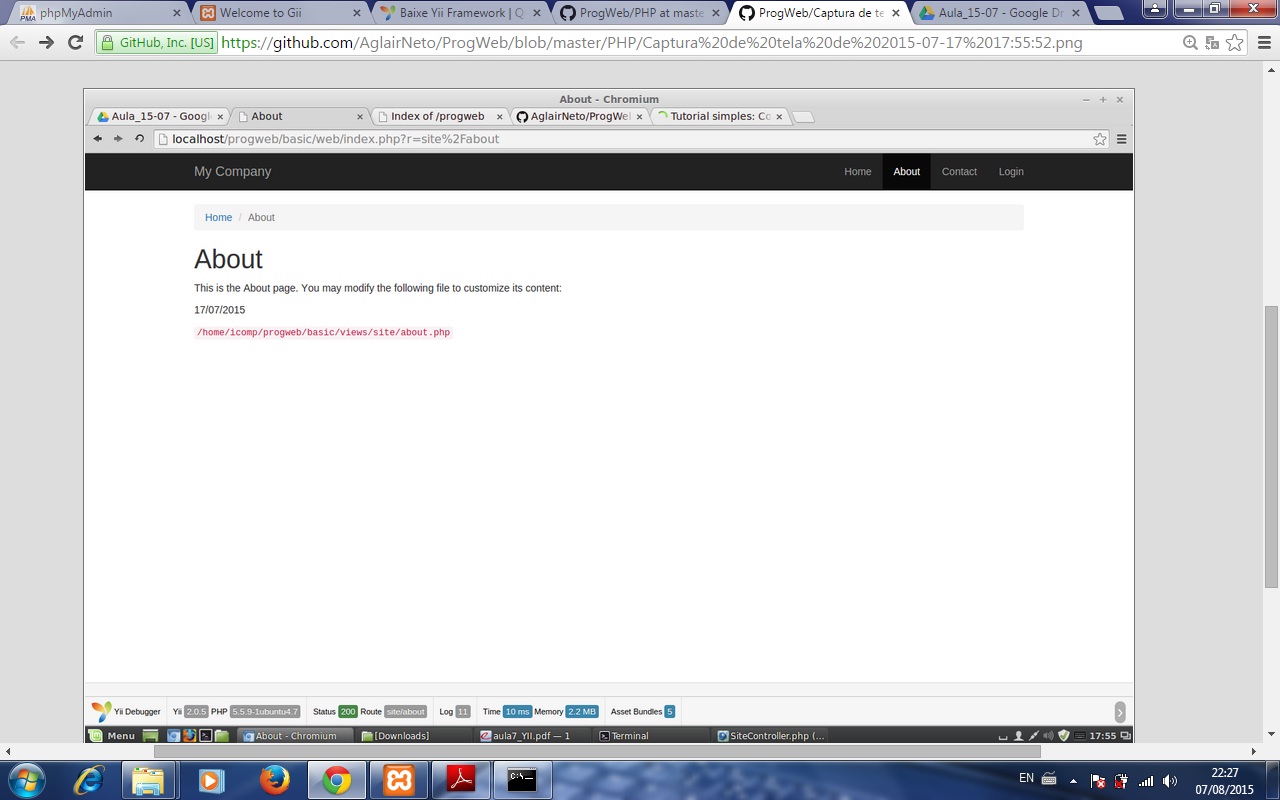 phpMyAdmin
Welcome to Gii
Baixe Yii Framework | Q
ProgWeb/PHP at maste
ProgWeb/Captura de te
Aula_15-07 - Google Dr
GitHub, Inc. [US] https://github.com/AglairNeto/ProgWeb/blob/master/PHP/Captura%20de%20tela%20de%202015-07-17%2017:55:52.png
About - Chromium
Aula_15-07 - Googl
About
Index of /progweb
AglairNeto/ProgWel
Tutorial simples: Co
localhost/progweb/basic/web/index.php?r=site%2Fabout
My Company Home About Contact Login
Home / About
About
This is the About page. You may modify the following file to customize its content:
17/07/2015
/home/icomp/progweb/basic/views/site/about.php
Yii Debugger Yii 2.0.5 PHP 5.5.9-1ubuntu4.7 Status 200 Route site/about Log 11 Time 10 ms Memory 2.2 MB Asset Bundles 5
Menu About - Chromium [Downloads] aula7_YII.pdf — 1 Terminal SiteController.php (... 17:55
PMA
C:\.
EN 22:27
07/08/2015